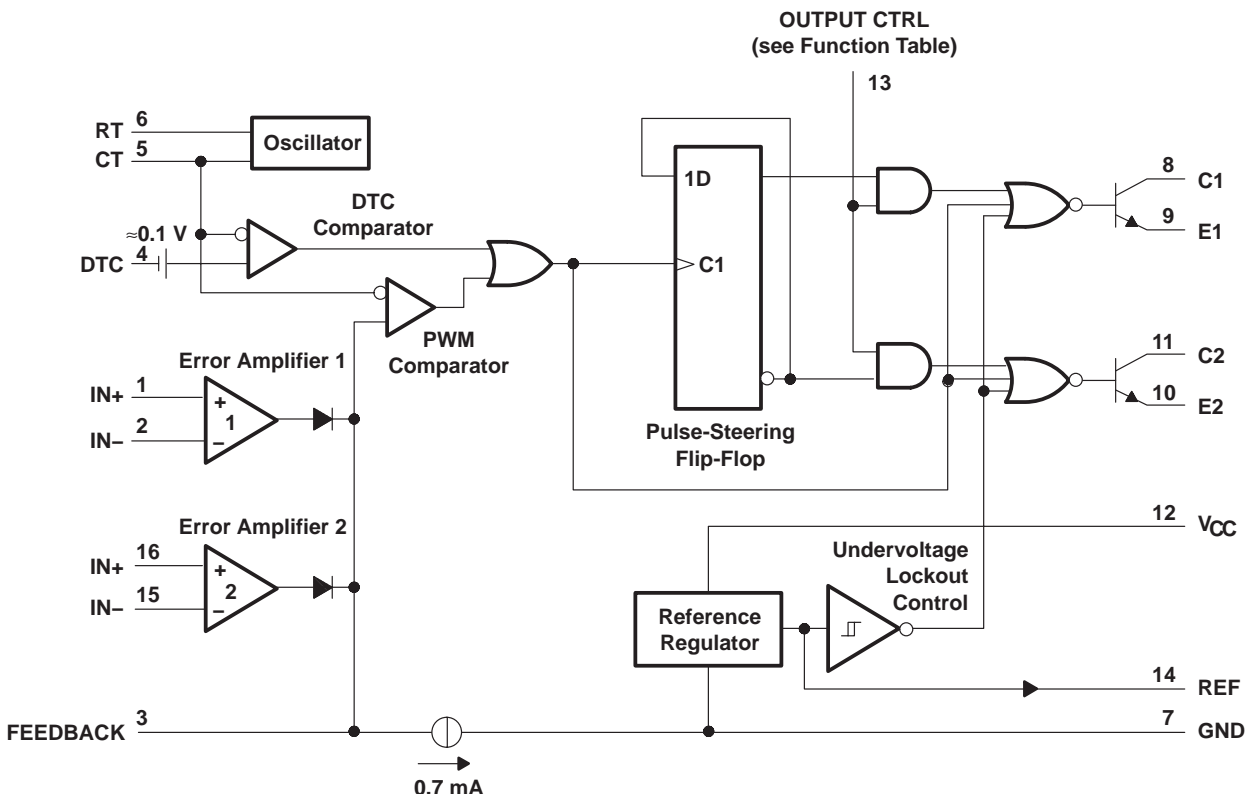 OUTPUT CTRL
(see Function Table)
13
RT 6
CT 5
Oscillator
DTC
Comparator
≈0.1 V
DTC 4
PWM
Comparator
1D
C1
Pulse-Steering
Flip-Flop
8 C1
9 E1
11 C2
10 E2
Error Amplifier 1
IN+ 1
IN− 2
+
1
−
Error Amplifier 2
IN+ 16
IN− 15
+
2
−
12 VCC
Undervoltage
Lockout
Control
Reference
Regulator
14 REF
7 GND
FEEDBACK 3
0.7 mA